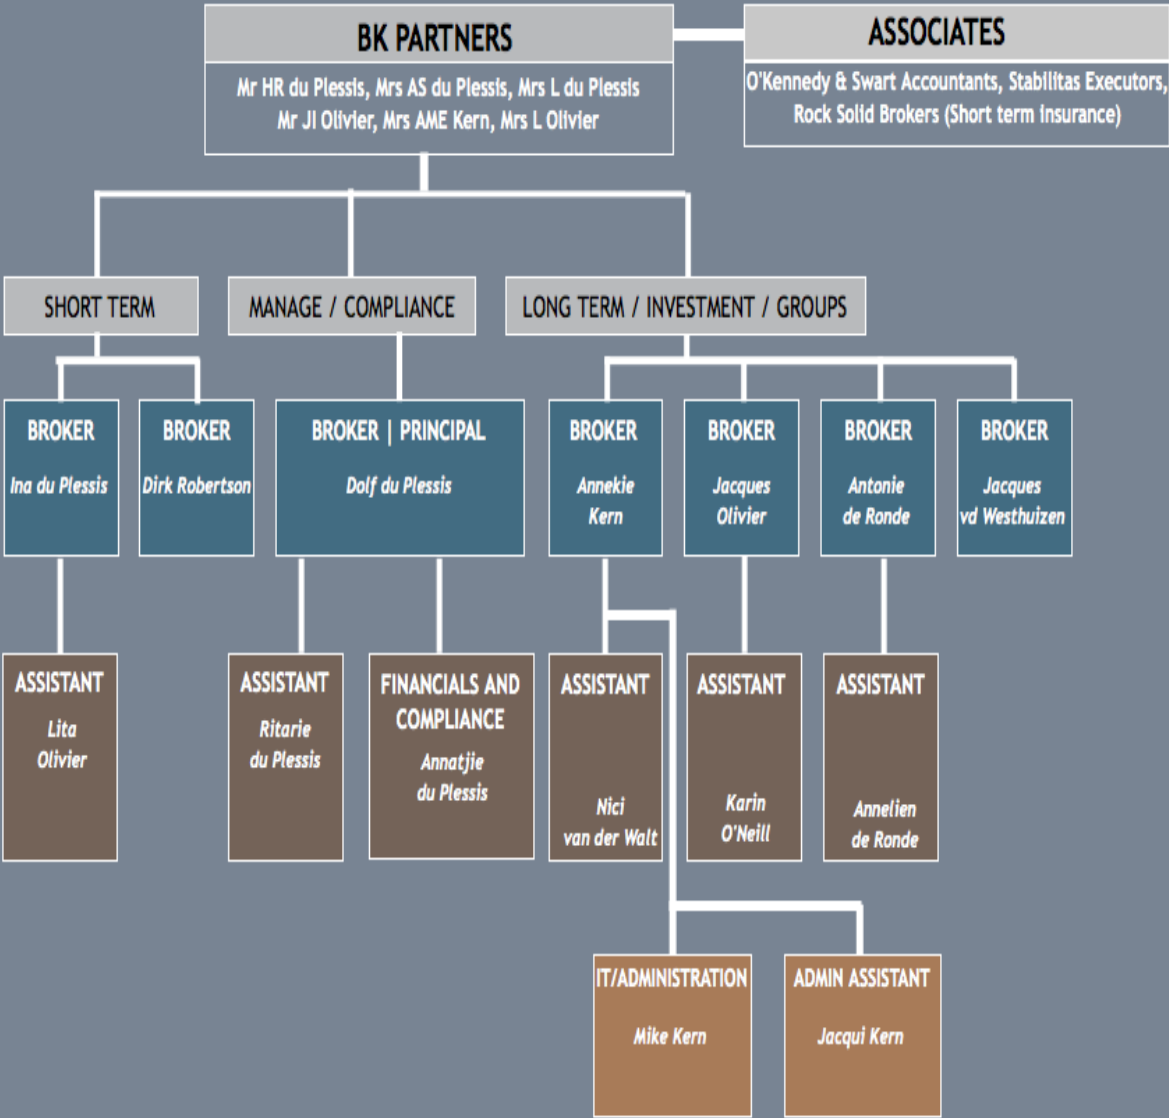 BK PARTNERS
Mr HR du Plessis, Mrs AS du Plessis, Mrs L du Plessis
Mr JI Olivier, Mrs AME Kern, Mrs L Olivier
ASSOCIATES
O'Kennedy & Swart Accountants, Stabilitas Executors,
Rock Solid Brokers (Short term insurance)
SHORT TERM
MANAGE / COMPLIANCE
LONG TERM / INVESTMENT / GROUPS
BROKER
Ina du Plessis
BROKER
Dirk Robertson
BROKER | PRINCIPAL
Dolf du Plessis
BROKER
Annekie
Kern
BROKER
Jacques
Olivier
BROKER
Antonie
de Ronde
BROKER
Jacques
vd Westhuizen
ASSISTANT
Lita
Olivier
ASSISTANT
Ritarie
du Plessis
FINANCIALS AND
COMPLIANCE
Annatjie
du Plessis
ASSISTANT
Nici
van der Walt
ASSISTANT
Karin
O'Neill
ASSISTANT
Annelien
de Ronde
IT/ADMINISTRATION
Mike Kern
ADMIN ASSISTANT
Jacqui Kern